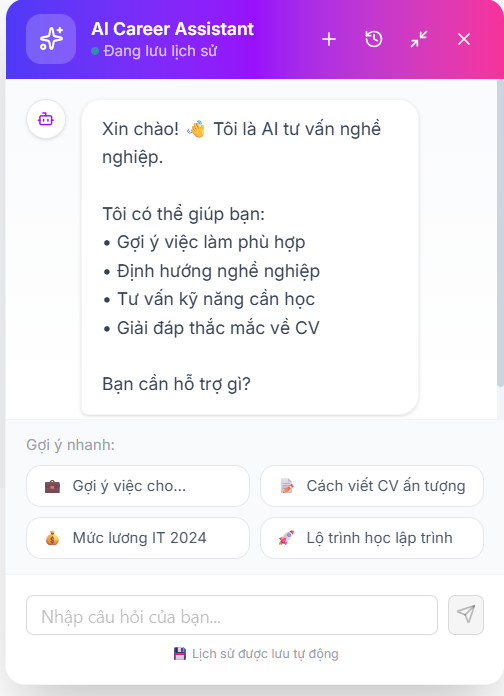 AI Career Assistant
Đang lưu lịch sử
Xin chào! 👋 Tôi là AI tư vấn nghề
nghiệp.
Tôi có thể giúp bạn:
• Gợi ý việc làm phù hợp
• Định hướng nghề nghiệp
• Tư vấn kỹ năng cần học
• Giải đáp thắc mắc về CV
Bạn cần hỗ trợ gì?
Gợi ý nhanh:
💼 Gợi ý việc cho...
📝 Cách viết CV ấn tượng
💰 Mức lương IT 2024
🚀 Lộ trình học lập trình
Nhập câu hỏi của bạn...
💾 Lịch sử được lưu tự động